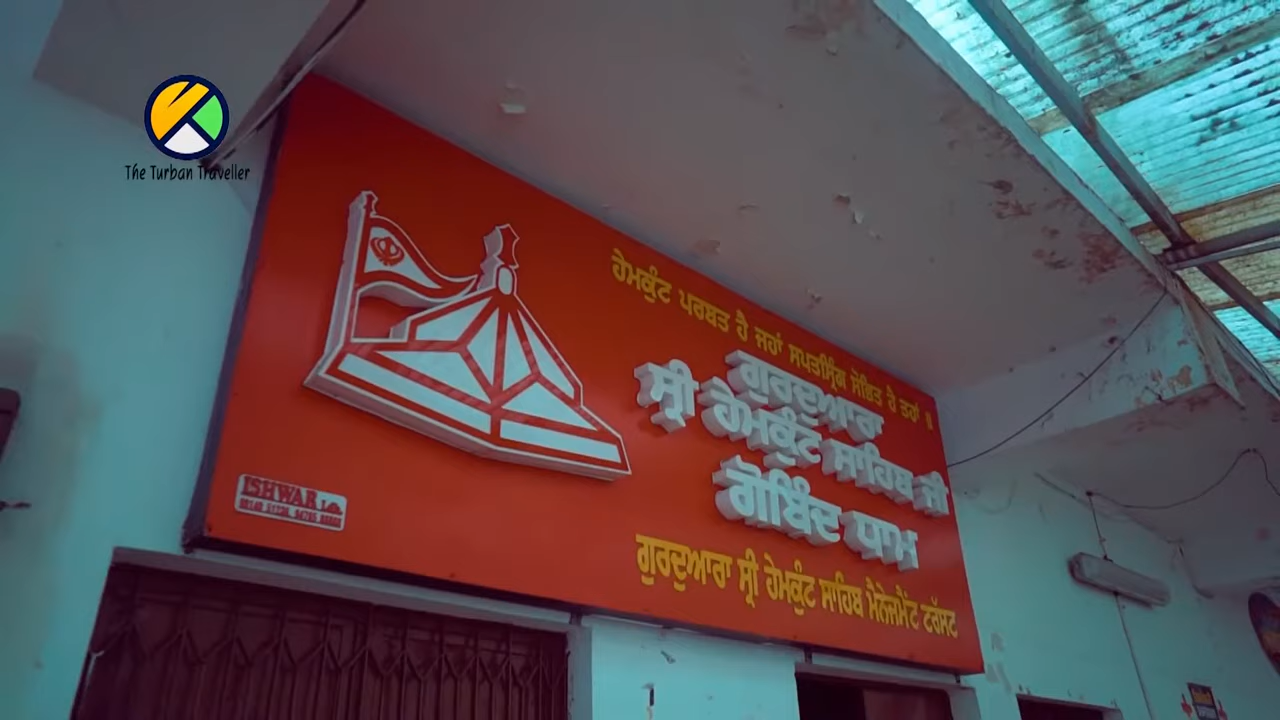 The Turban Traveller
ਹੇਮਕੁੰਟ ਪਰਬਤ ਹੈ ਜਹਾਂ ਸਪਤਸ੍ਰਿੰਗ ਸੋਭਿਤ ਹੈ ਤਹਾਂ ॥
ਗੁਰਦੁਆਰਾ
ਸ੍ਰੀ ਹੇਮਕੁੰਟ ਸਾਹਿਬ ਜੀ
ਗੋਬਿੰਦ ਧਾਮ
ਗੁਰਦੁਆਰਾ ਸ੍ਰੀ ਹੇਮਕੁੰਟ ਸਾਹਿਬ ਮੈਨੇਜਮੈਂਟ ਟਰੱਸਟ
ISHWAR